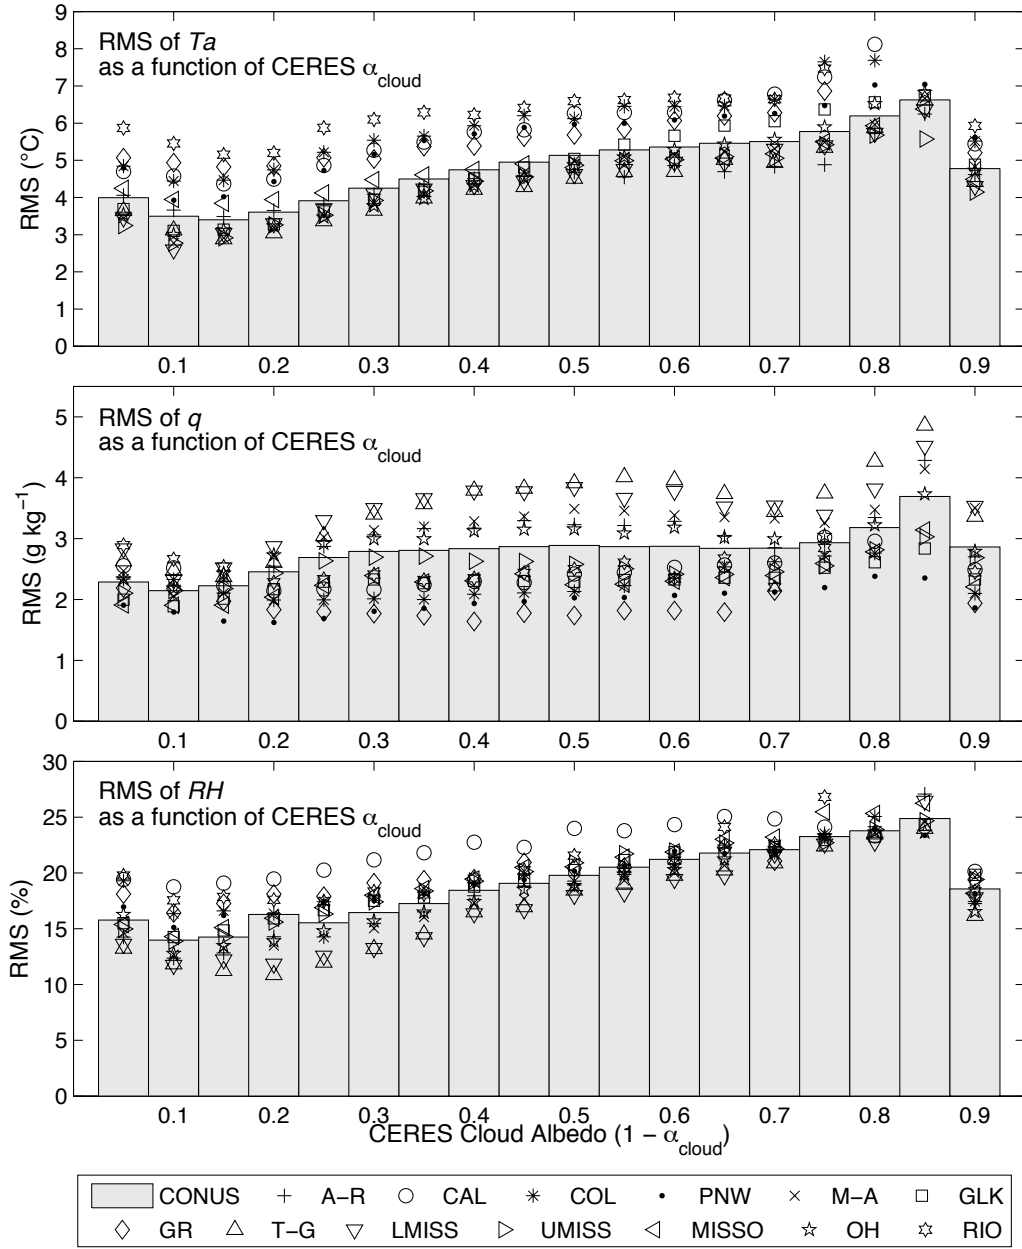 RMS of Ta
as a function of CERES αcloud
RMS (°C)
9
8
7
6
5
4
3
2
1
0
0.1 0.2 0.3 0.4 0.5 0.6 0.7 0.8 0.9
RMS of q
as a function of CERES αcloud
RMS (g kg−1)
5
4
3
2
1
0
0.1 0.2 0.3 0.4 0.5 0.6 0.7 0.8 0.9
RMS of RH
as a function of CERES αcloud
RMS (%)
30
25
20
15
10
5
0
0.1 0.2 0.3 0.4 0.5 0.6 0.7 0.8 0.9
CERES Cloud Albedo (1 − αcloud)
CONUS A−R CAL COL PNW M−A GLK
GR T−G LMISS UMISS MISSO OH RIO